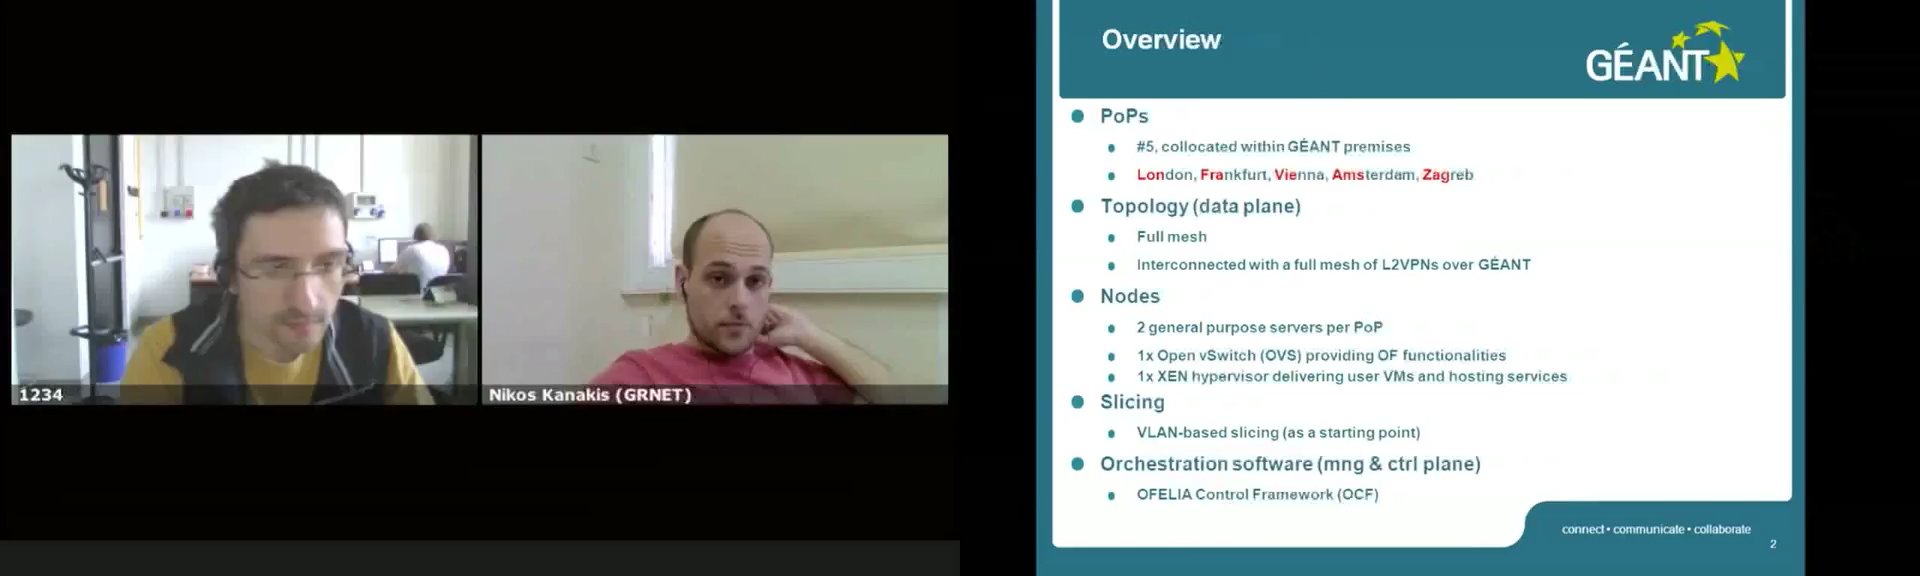 1234
Nikos Kanakis (GRNET)
Overview
GÉANT
PoPs
#5, collocated within GÉANT premises
London, Frankfurt, Vienna, Amsterdam, Zagreb
Topology (data plane)
Full mesh
Interconnected with a full mesh of L2VPNs over GÉANT
Nodes
2 general purpose servers per PoP
1x Open vSwitch (OVS) providing OF functionalities
1x XEN hypervisor delivering user VMs and hosting services
Slicing
VLAN-based slicing (as a starting point)
Orchestration software (mng & ctrl plane)
OFELIA Control Framework (OCF)
connect • communicate • collaborate
2